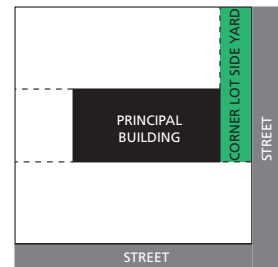 CORNER LOT SIDE YARD
PRINCIPAL
BUILDING
STREET
STREET